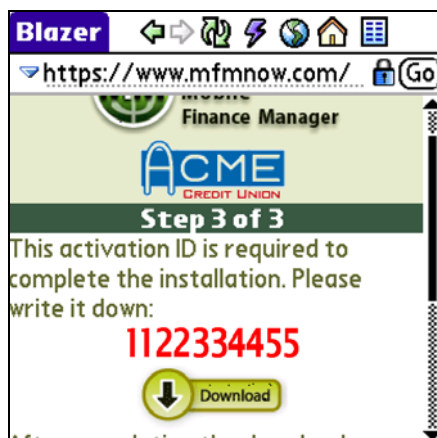 Blazer
https://www.mfmnow.com/ Go
Mobile
Finance Manager
ACME
CREDIT UNION
Step 3 of 3
This activation ID is required to
complete the installation. Please
write it down:
1122334455
Download